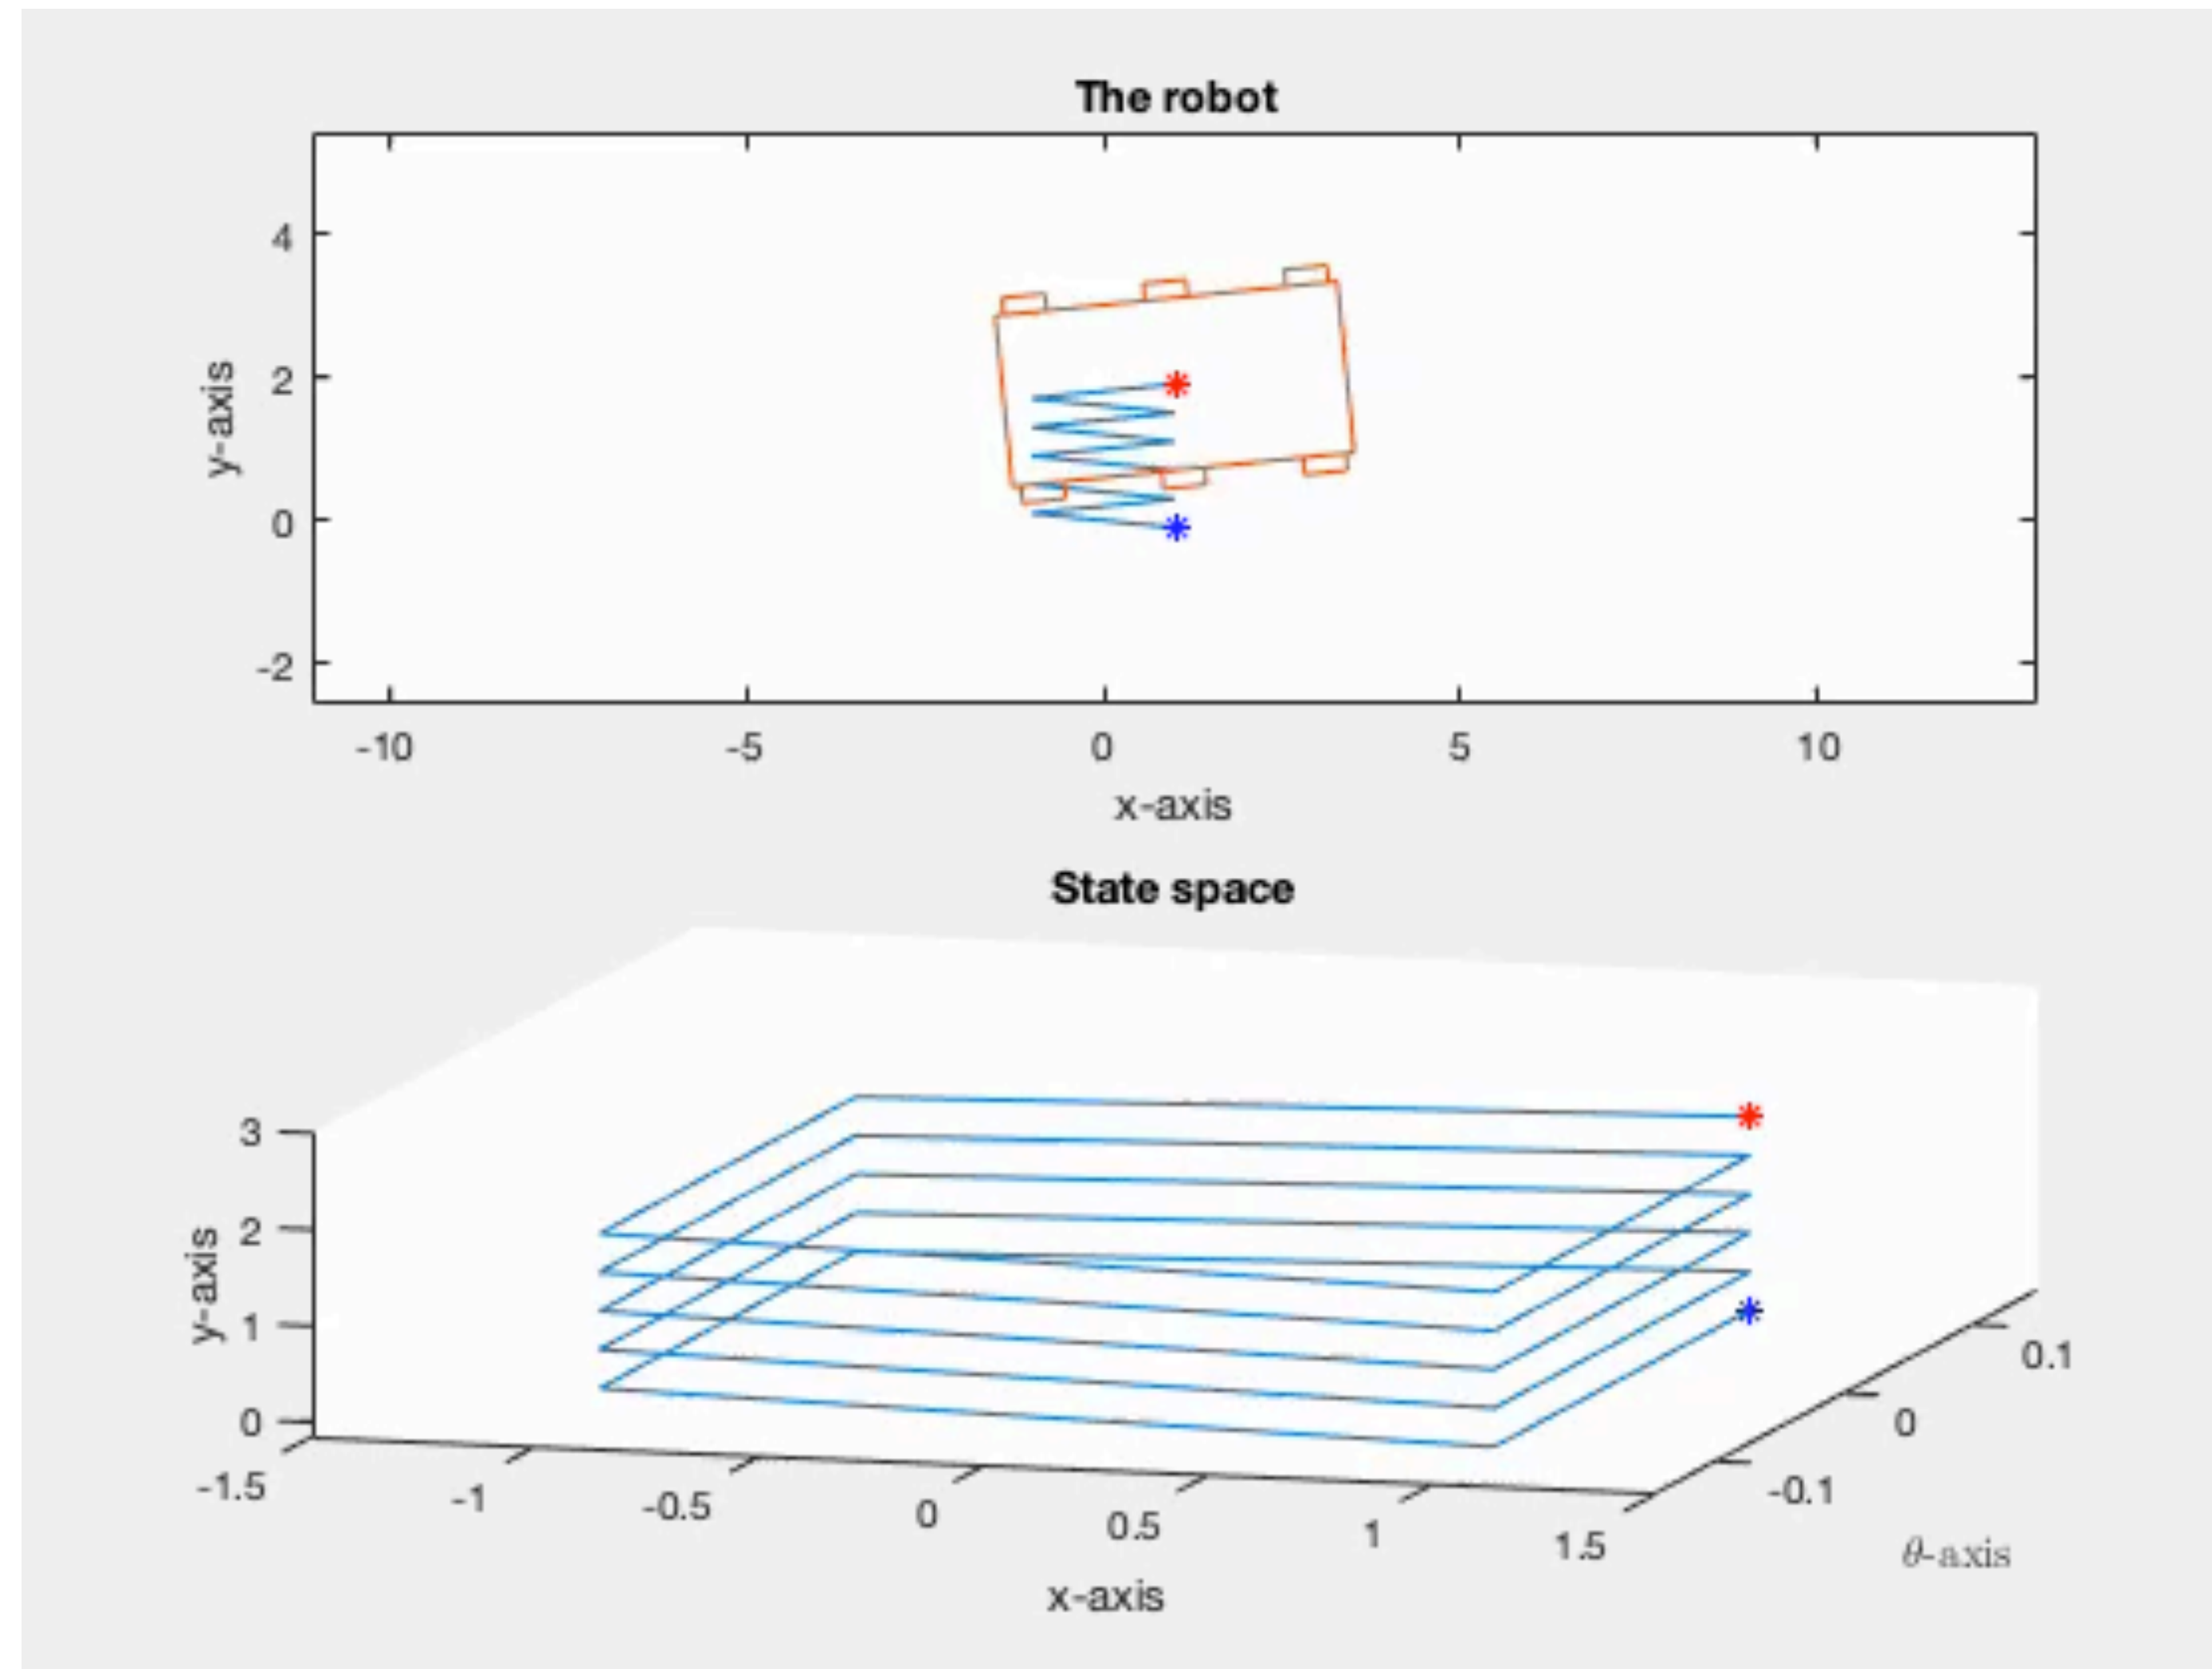 The robot
4
2
0
-2
y-axis
-10 -5 0 5 10
x-axis
State space
3
2
1
0
y-axis
-1.5 -1 -0.5 0 0.5 1 1.5
x-axis
0.1
0
-0.1
θ-axis